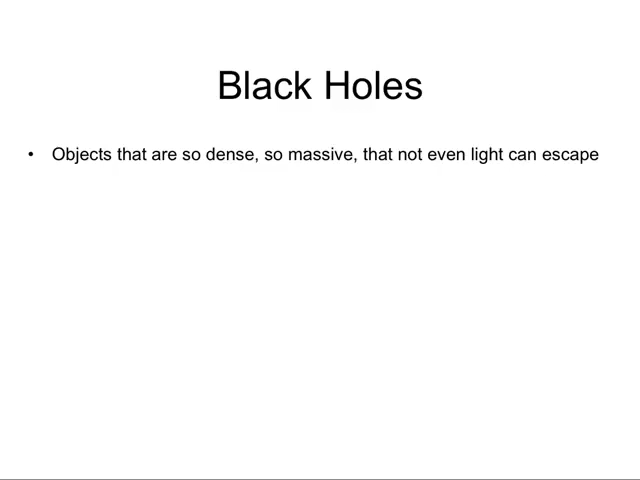 Black Holes
• Objects that are so dense, so massive, that not even light can escape